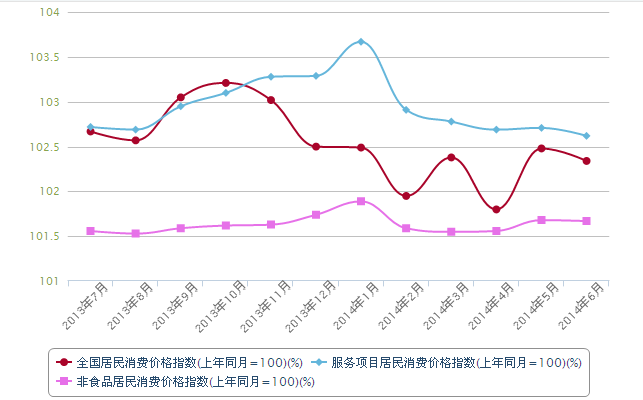 104
103.5
103
102.5
102
101.5
101
2013年7月
2013年8月
2013年9月
2013年10月
2013年11月
2013年12月
2014年1月
2014年2月
2014年3月
2014年4月
2014年5月
2014年6月
全国居民消费价格指数(上年同月=100)(%) 服务项目居民消费价格指数(上年同月=100)(%)
非食品居民消费价格指数(上年同月=100)(%)